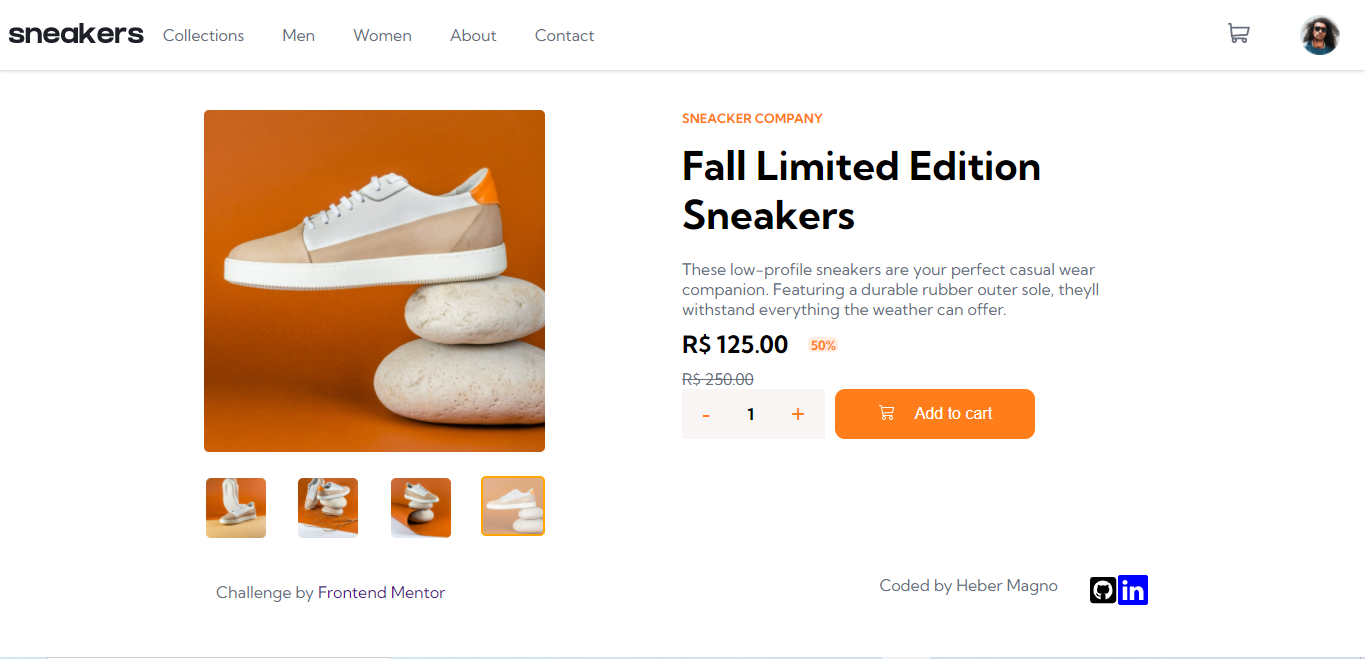 sneakers Collections Men Women About Contact
SNEACKER COMPANY
Fall Limited Edition
Sneakers
These low-profile sneakers are your perfect casual wear
companion. Featuring a durable rubber outer sole, theyll
withstand everything the weather can offer.
R$ 125.00 50%
R$ 250.00
- 1 + Add to cart
Challenge by Frontend Mentor
Coded by Heber Magno in